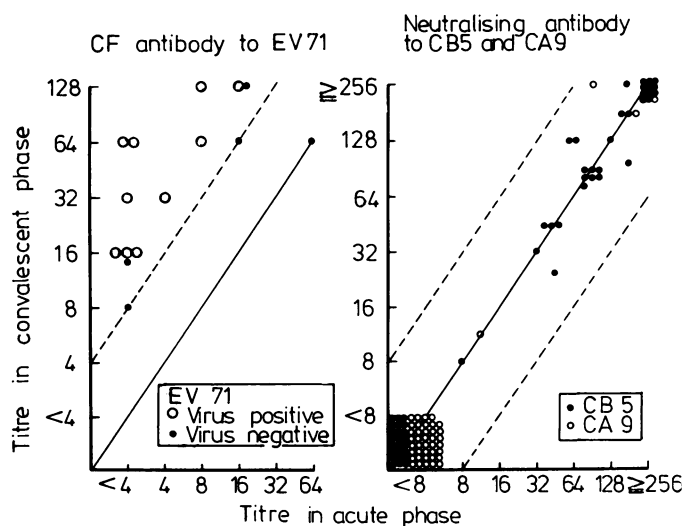 CF antibody to EV71
Neutralising antibody
to CB5 and CA9
Titre in convalescent phase
128
64
32
16
8
4
<4
<4
4
8
16
32
64
EV 71
Virus positive
Virus negative
≥256
128
64
32
16
8
<8
<8
8
16
32
64
128
≥256
CB 5
CA 9
Titre in acute phase